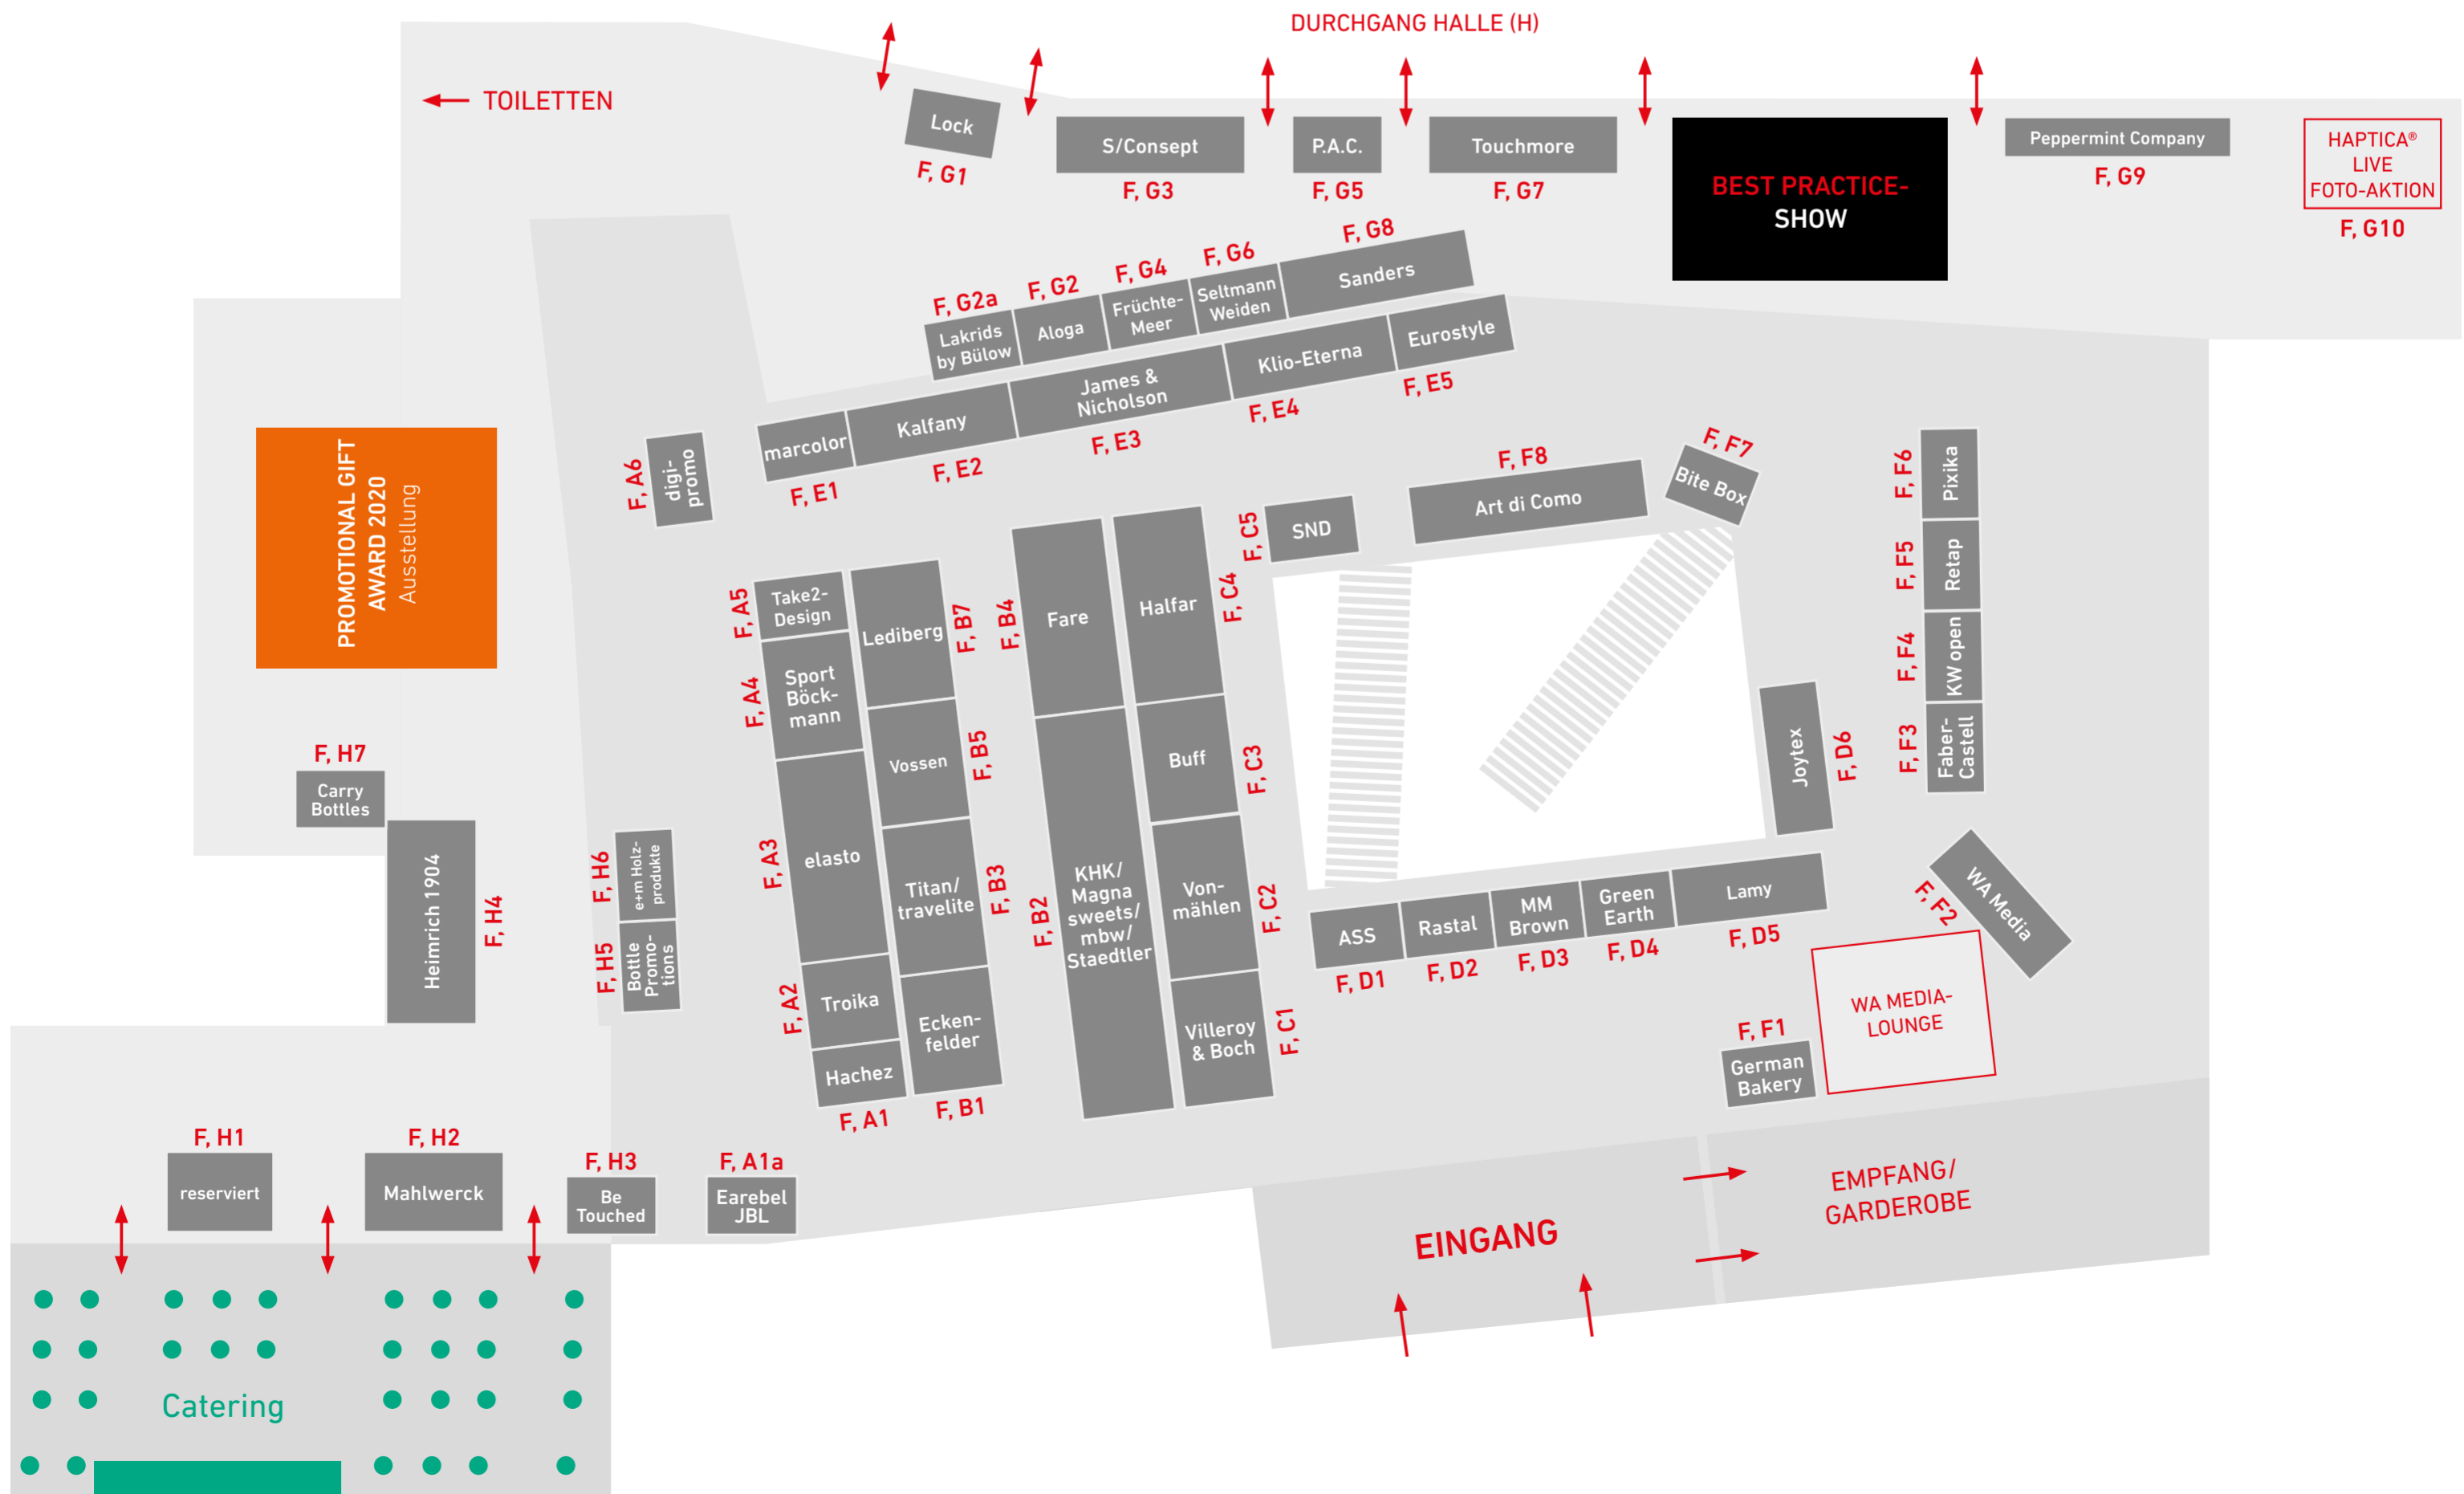 DURCHGANG HALLE (H)
TOILETTEN
Lock
F, G1
S/Consept
F, G3
P.A.C.
F, G5
Touchmore
F, G7
BEST PRACTICE-
SHOW
Peppermint Company
F, G9
HAPTICA®
LIVE
FOTO-AKTION
F, G10
F, G2a
Lakrids
by Bülow
F, G2
Aloga
F, G4
Früchte-
Meer
F, G6
Seltmann
Weiden
F, G8
Sanders
marcolor
F, E1
Kalfany
F, E2
James &
Nicholson
F, E3
Klio-Eterna
F, E4
Eurostyle
F, E5
PROMOTIONAL GIFT
AWARD 2020
Ausstellung
F, A6
digi-
promo
F, A5
Take2-
Design
F, A4
Sport
Böck-
mann
F, A3
elasto
F, A2
Troika
Hachez
F, A1
Lediberg
F, B7
Vossen
F, B5
Titan/
travelite
F, B3
Ecken-
felder
F, B1
F, B4
Fare
F, B2
KHK/
Magna
sweets/
mbw/
Staedtler
Halfar
F, C4
Buff
F, C3
Von-
mählen
F, C2
Villeroy
& Boch
F, C1
F, C5
SND
F, F8
Art di Como
F, F7
Bite Box
F, F6
Pixika
F, F5
Retap
F, F4
KW open
F, F3
Faber-
Castell
Joytex
F, D6
ASS
F, D1
Rastal
F, D2
MM
Brown
F, D3
Green
Earth
F, D4
Lamy
F, D5
WA Media
F, F2
WA MEDIA-
LOUNGE
F, F1
German
Bakery
F, H7
Carry
Bottles
Heimrich 1904
F, H4
F, H6
e+m Holz-
produkte
F, H5
Bottle
Promo-
tions
F, H1
reserviert
F, H2
Mahlwerck
F, H3
Be
Touched
F, A1a
Earebel
JBL
EINGANG
EMPFANG/
GARDEROBE
Catering